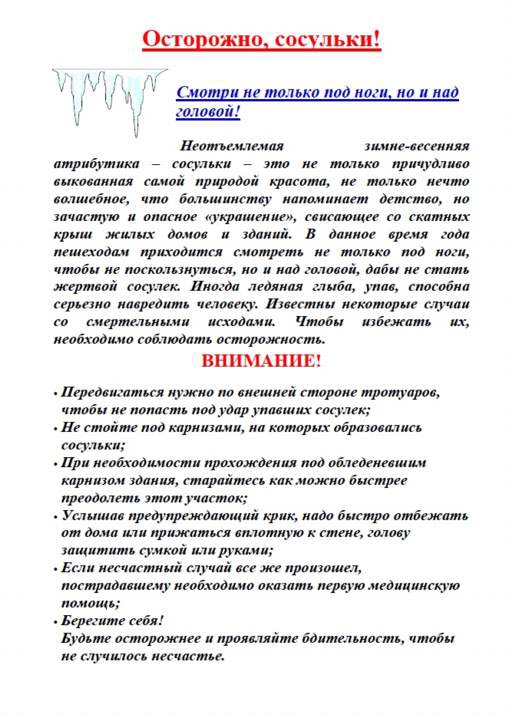 Осторожно, сосульки!
Смотри не только под ноги, но и над
головой!
Неотъемлемая зимне-весенняя
атрибутика – сосульки – это не только причудливо
выкованная самой природой красота, не только нечто
волшебное, что большинству напоминает детство, но
зачастую и опасное «украшение», свисающее со скатных
крыш жилых домов и зданий. В данное время года
пешеходам приходится смотреть не только под ноги,
чтобы не поскользнуться, но и над головой, дабы не стать
жертвой сосулек. Иногда ледяная глыба, упав, способна
серьезно навредить человеку. Известны некоторые случаи
со смертельными исходами. Чтобы избежать их,
необходимо соблюдать осторожность.
ВНИМАНИЕ!
• Передвигаться нужно по внешней стороне тротуаров,
чтобы не попасть под удар упавших сосулек;
• Не стойте под карнизами, на которых образовались
сосульки;
• При необходимости прохождения под обледеневшим
карнизом здания, старайтесь как можно быстрее
преодолеть этот участок;
• Услышав предупреждающий крик, надо быстро отбежать
от дома или прижаться вплотную к стене, голову
защитить сумкой или руками;
• Если несчастный случай все же произошел,
пострадавшему необходимо оказать первую медицинскую
помощь;
• Берегите себя!
Будьте осторожнее и проявляйте бдительность, чтобы
не случилось несчастье.